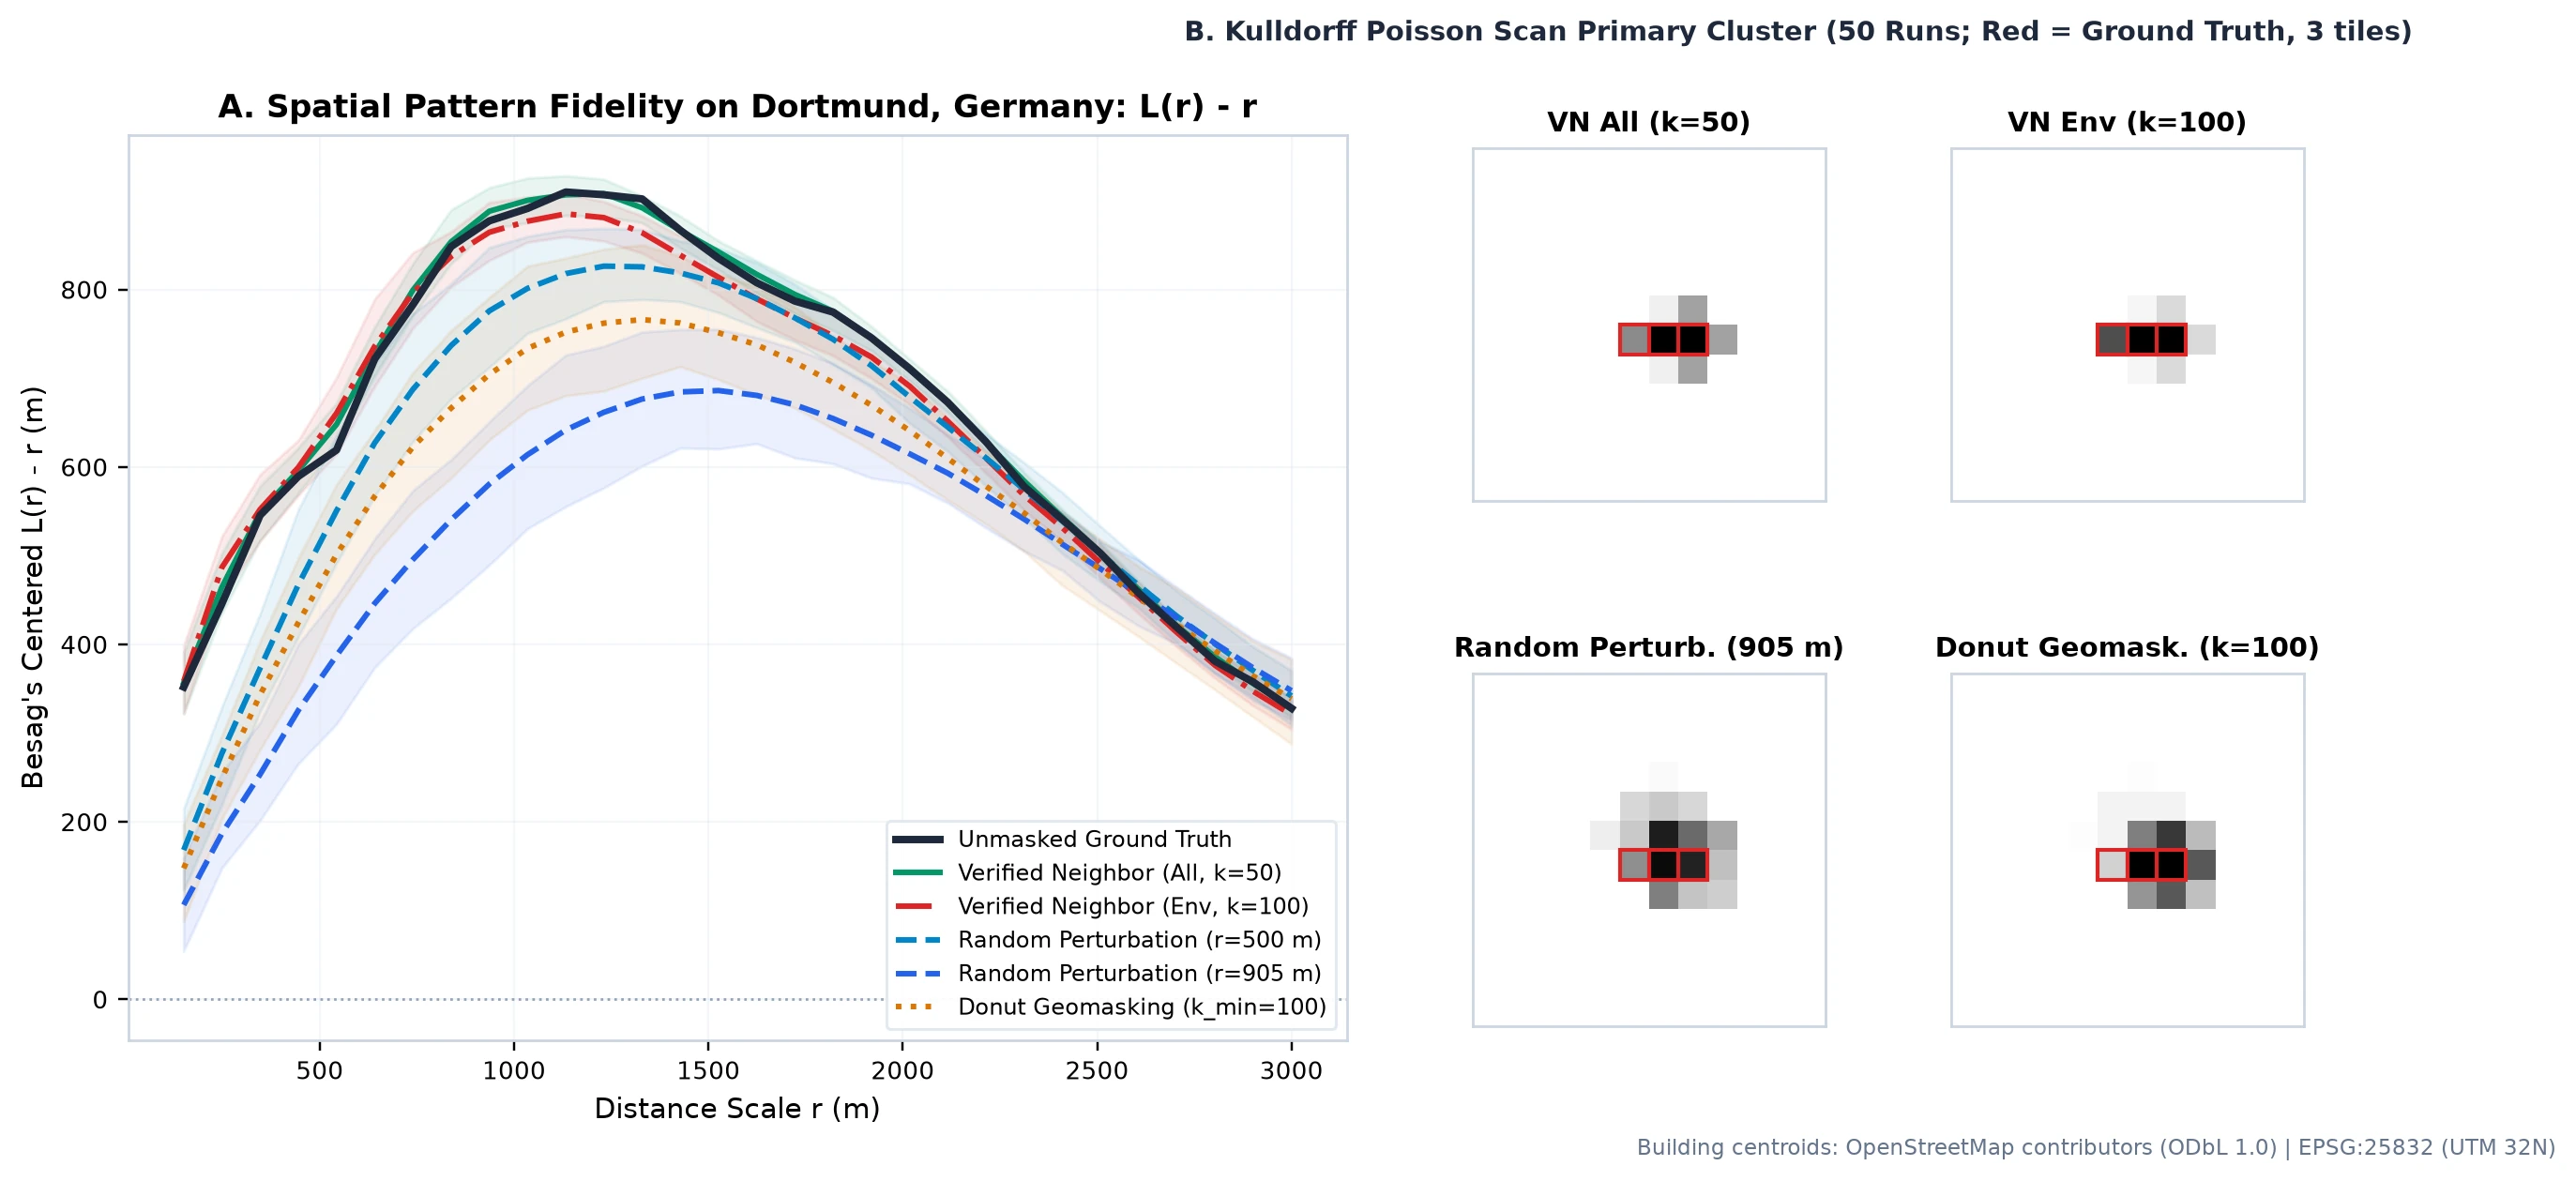 B. Kulldorff Poisson Scan Primary Cluster (50 Runs; Red = Ground Truth, 3 tiles)
A. Spatial Pattern Fidelity on Dortmund, Germany: L(r) - r
Besag's Centered L(r) - r (m)
800
600
400
200
0
500
1000
1500
2000
2500
3000
Distance Scale r (m)
Unmasked Ground Truth
Verified Neighbor (All, k=50)
Verified Neighbor (Env, k=100)
Random Perturbation (r=500 m)
Random Perturbation (r=905 m)
Donut Geomasking (k_min=100)
VN All (k=50)
VN Env (k=100)
Random Perturb. (905 m)
Donut Geomask. (k=100)
Building centroids: OpenStreetMap contributors (ODbL 1.0) | EPSG:25832 (UTM 32N)